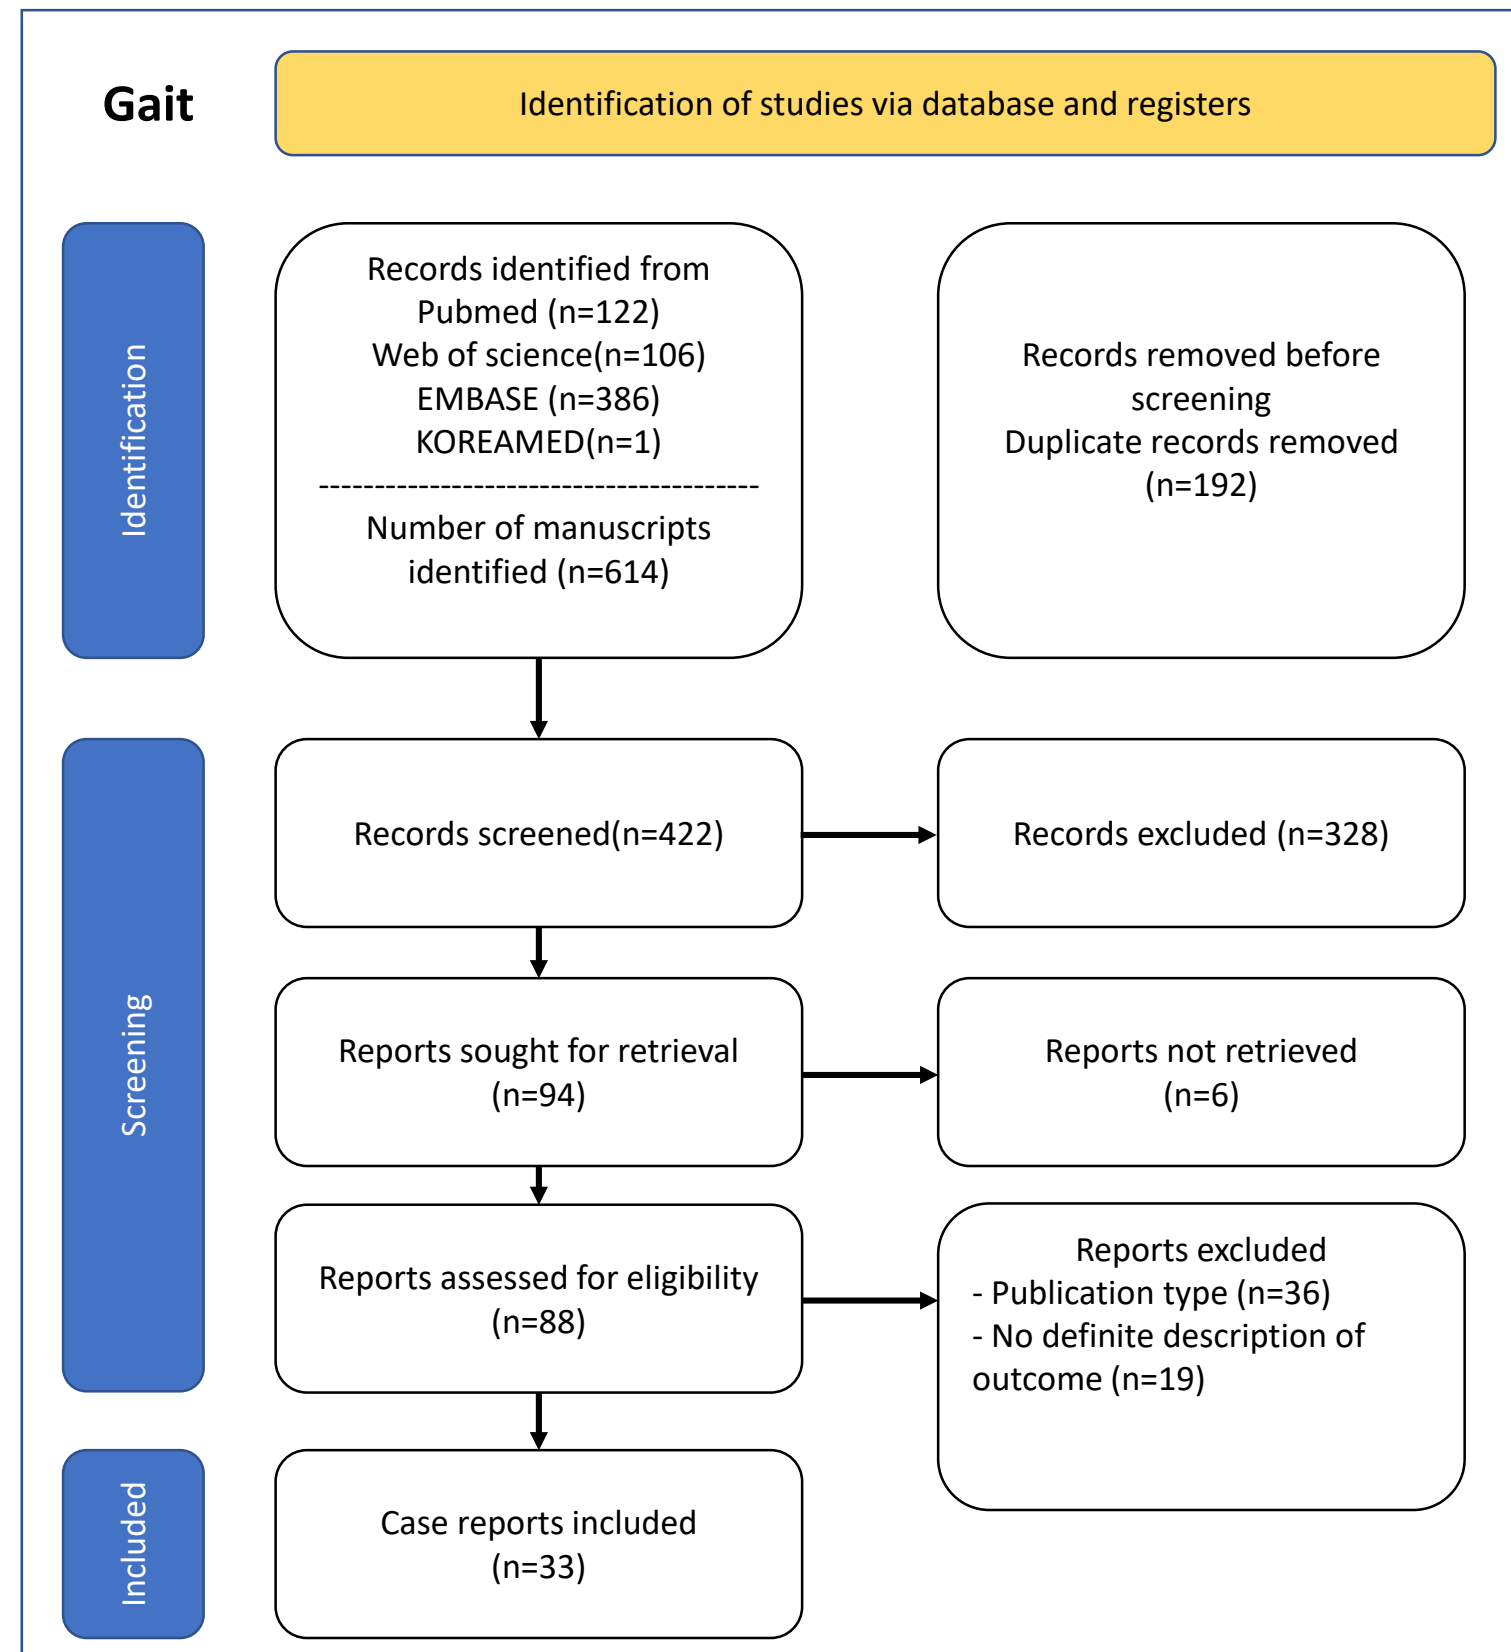 Gait
Identification of studies via database and registers
Identification
Records identified from
Pubmed (n=122)
Web of science(n=106)
EMBASE (n=386)
KOREAMED(n=1)
----------------------------------------
Number of manuscripts
identified (n=614)
Records removed before
screening
Duplicate records removed
(n=192)
Screening
Records screened(n=422)
Records excluded (n=328)
Reports sought for retrieval
(n=94)
Reports not retrieved
(n=6)
Reports assessed for eligibility
(n=88)
Reports excluded
- Publication type (n=36)
- No definite description of
outcome (n=19)
Included
Case reports included
(n=33)